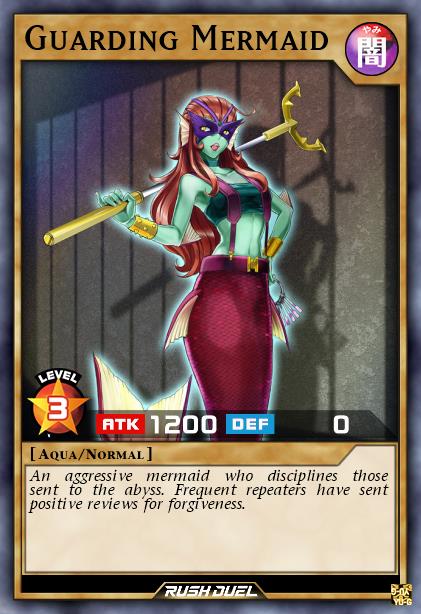 Guarding Mermaid
やみ
闇
LEVEL
3
ATK 1200 DEF 0
[Aqua/Normal]
An aggressive mermaid who disciplines those
sent to the abyss. Frequent repeaters have sent
positive reviews for forgiveness.
RUSH DUEL